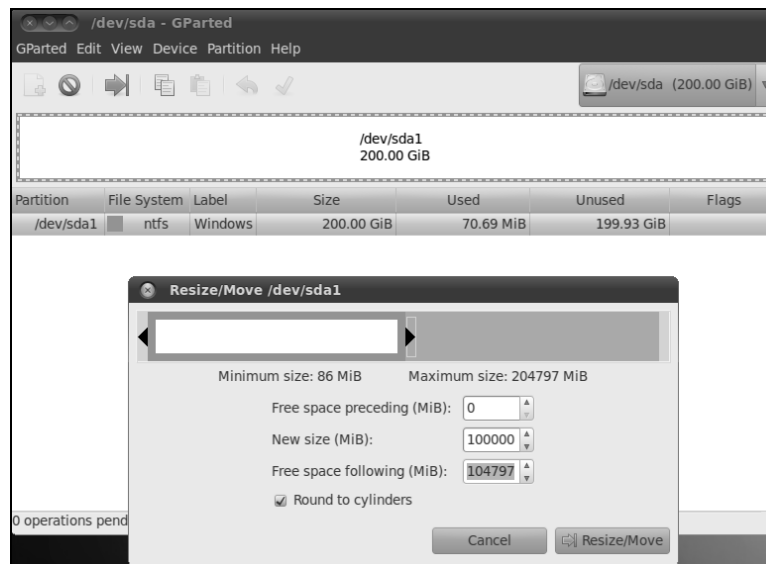 /dev/sda - GParted
GParted Edit View Device Partition Help
/dev/sda (200.00 GiB)
/dev/sda1
200.00 GiB
Partition File System Label Size Used Unused Flags
/dev/sda1 ntfs Windows 200.00 GiB 70.69 MiB 199.93 GiB
Resize/Move /dev/sda1
Minimum size: 86 MiB Maximum size: 204797 MiB
Free space preceding (MiB): 0
New size (MiB): 100000
Free space following (MiB): 104797
Round to cylinders
0 operations pend
Cancel Resize/Move